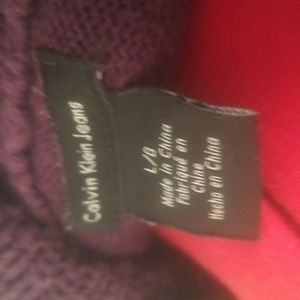 Calvin Klein Jeans
L/G
Made in China
Fabriqué en
Chine
Hecho en China